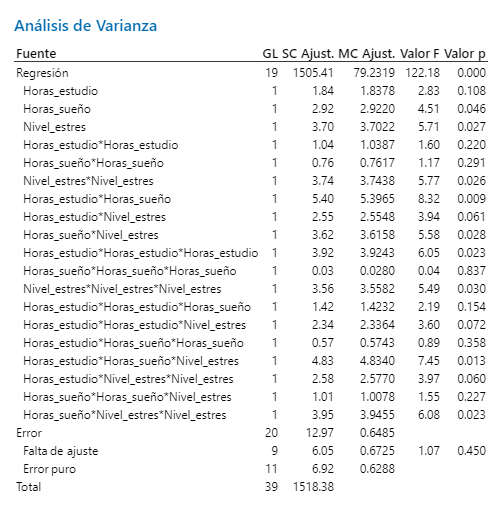 Análisis de Varianza
Fuente GL SC Ajust. MC Ajust. Valor F Valor p
Regresión 19 1505.41 79.2319 122.18 0.000
Horas_estudio 1 1.84 1.8378 2.83 0.108
Horas_sueño 1 2.92 2.9220 4.51 0.046
Nivel_estres 1 3.70 3.7022 5.71 0.027
Horas_estudio*Horas_estudio 1 1.04 1.0387 1.60 0.220
Horas_sueño*Horas_sueño 1 0.76 0.7617 1.17 0.291
Nivel_estres*Nivel_estres 1 3.74 3.7438 5.77 0.026
Horas_estudio*Horas_sueño 1 5.40 5.3965 8.32 0.009
Horas_estudio*Nivel_estres 1 2.55 2.5548 3.94 0.061
Horas_sueño*Nivel_estres 1 3.62 3.6158 5.58 0.028
Horas_estudio*Horas_estudio*Horas_estudio 1 3.92 3.9243 6.05 0.023
Horas_sueño*Horas_sueño*Horas_sueño 1 0.03 0.0280 0.04 0.837
Nivel_estres*Nivel_estres*Nivel_estres 1 3.56 3.5582 5.49 0.030
Horas_estudio*Horas_estudio*Horas_sueño 1 1.42 1.4232 2.19 0.154
Horas_estudio*Horas_estudio*Nivel_estres 1 2.34 2.3364 3.60 0.072
Horas_estudio*Horas_sueño*Horas_sueño 1 0.57 0.5743 0.89 0.358
Horas_estudio*Horas_sueño*Nivel_estres 1 4.83 4.8340 7.45 0.013
Horas_estudio*Nivel_estres*Nivel_estres 1 2.58 2.5770 3.97 0.060
Horas_sueño*Horas_sueño*Nivel_estres 1 1.01 1.0078 1.55 0.227
Horas_sueño*Nivel_estres*Nivel_estres 1 3.95 3.9455 6.08 0.023
Error 20 12.97 0.6485
Falta de ajuste 9 6.05 0.6725 1.07 0.450
Error puro 11 6.92 0.6288
Total 39 1518.38